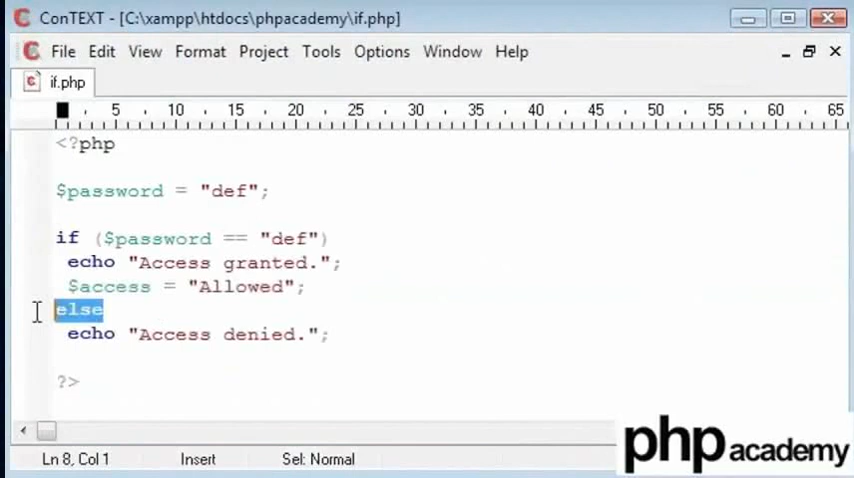 ConTEXT - [C:\xampp\htdocs\phpacademy\if.php]
File Edit View Format Project Tools Options Window Help
if.php
5 10 15 20 25 30 35 40 45 50 55 60 65
<?php
$password = "def";
if ($password == "def")
echo "Access granted.";
$access = "Allowed";
else
echo "Access denied.";
?>
Ln 8, Col 1 Insert Sel: Normal
php academy